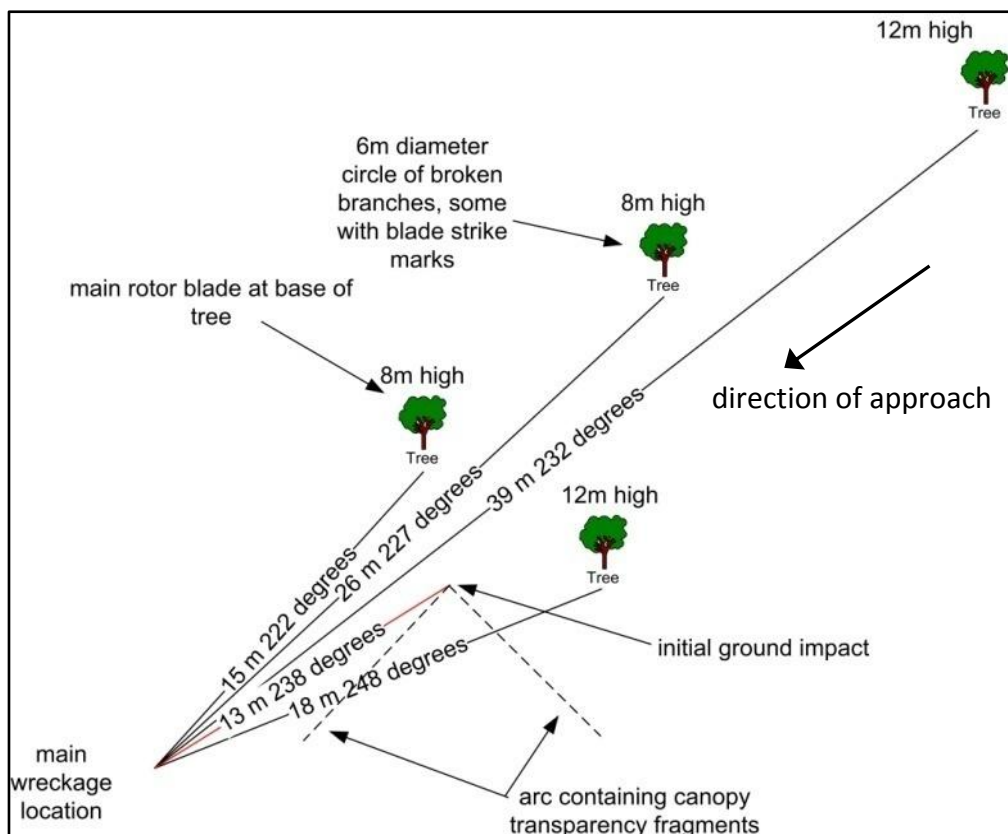 12m high
Tree
6m diameter
circle of broken
branches, some
with blade strike
marks
8m high
Tree
main rotor blade at base of
tree
8m high
Tree
direction of approach
39 m 232 degrees
26 m 227 degrees
15 m 222 degrees
12m high
Tree
13 m 238 degrees
18 m 248 degrees
initial ground impact
main
wreckage
location
arc containing canopy
transparency fragments